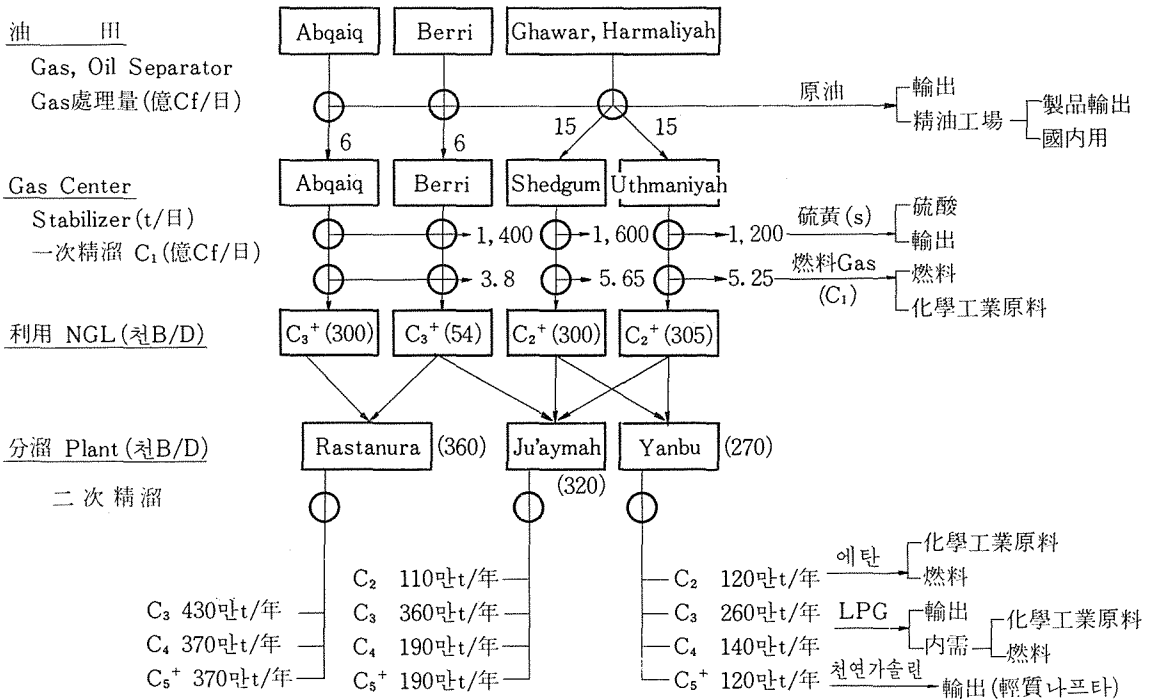 油 田 Abqaiq Berri Ghawar, Harmaliyah
Gas, Oil Separator
Gas處理量(億Cf/日) 原油 輸出
精油工場 製品輸出
國內用
6 6 15 15
Gas Center Abqaiq Berri Shedgum Uthmaniyah
Stabilizer(t/日) 1,400 1,600 1,200 硫黃(s) 硫酸
輸出
一次精溜 C₁(億Cf/日) 3.8 5.65 5.25 燃料Gas (C₁) 燃料
化學工業原料
利用 NGL(천B/D) C₃⁺(300) C₃⁺(54) C₂⁺(300) C₂⁺(305)
分溜 Plant(천B/D) Rastanura (360) Ju'aymah (320) Yanbu (270)
二次精溜
C₂ 110만t/年 C₂ 120만t/年 에탄 化學工業原料
燃料
C₃ 430만t/年 C₃ 360만t/年 C₃ 260만t/年 LPG 輸出
C₄ 370만t/年 C₄ 190만t/年 C₄ 140만t/年 內需 化學工業原料
燃料
C₅⁺ 370만t/年 C₅⁺ 190만t/年 C₅⁺ 120만t/年 천연가솔린 輸出(輕質나프타)